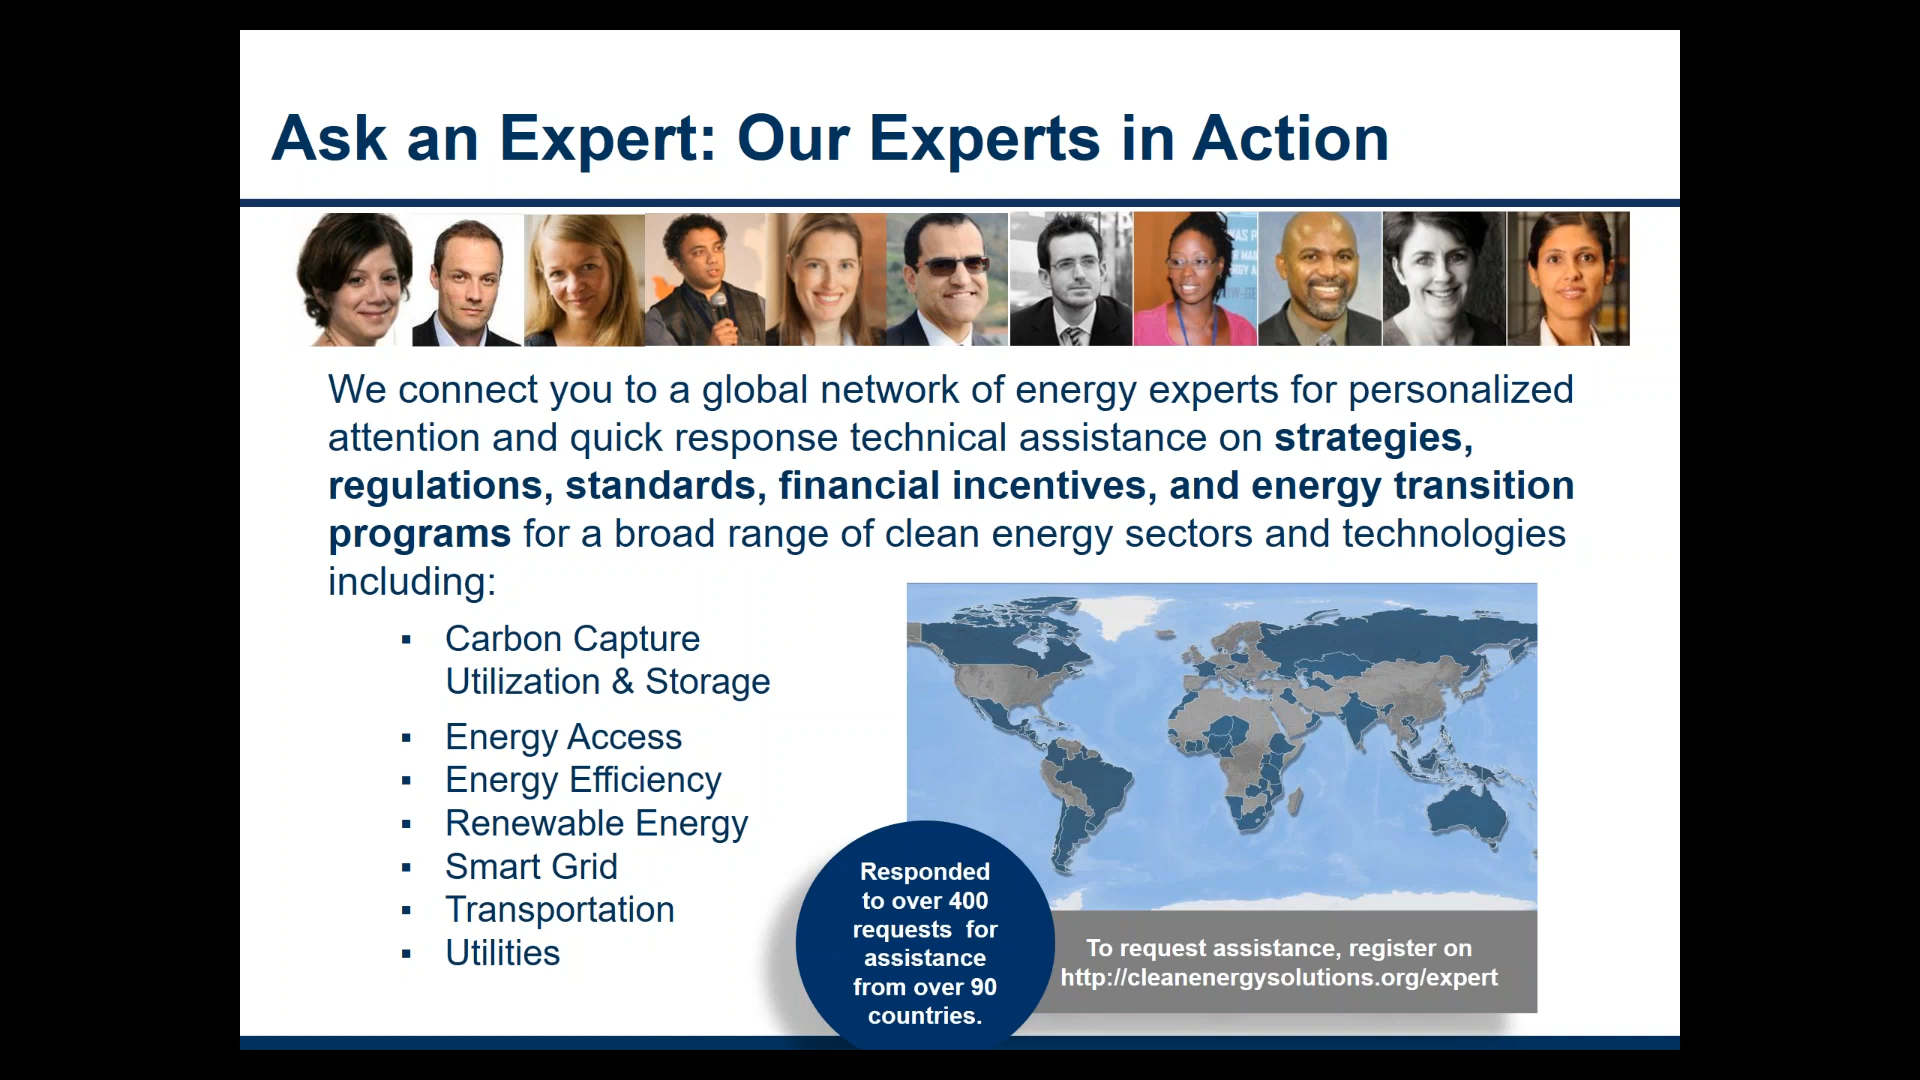 Ask an Expert: Our Experts in Action
We connect you to a global network of energy experts for personalized
attention and quick response technical assistance on strategies,
regulations, standards, financial incentives, and energy transition
programs for a broad range of clean energy sectors and technologies
including:
▪ Carbon Capture
Utilization & Storage
▪ Energy Access
▪ Energy Efficiency
▪ Renewable Energy
▪ Smart Grid
▪ Transportation
▪ Utilities
Responded
to over 400
requests for
assistance
from over 90
countries.
To request assistance, register on
http://cleanenergysolutions.org/expert